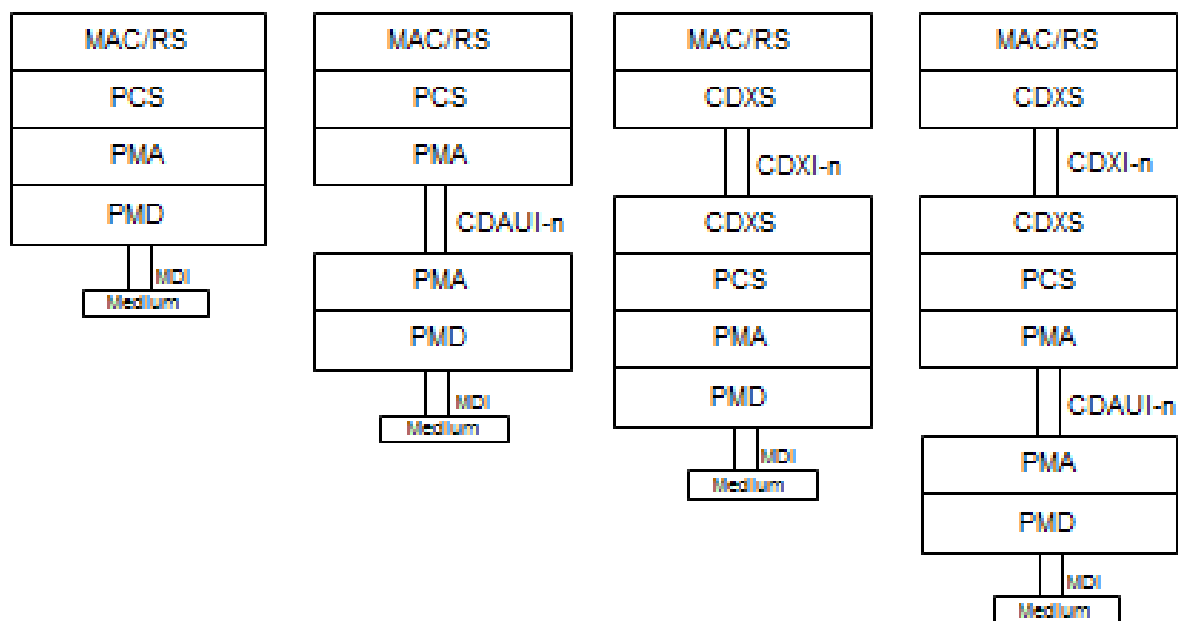 MAC/RS
PCS
PMA
PMD
MDI
Medium
MAC/RS
PCS
PMA
CDAUI-n
PMA
PMD
MDI
Medium
MAC/RS
CDXS
CDXI-n
CDXS
PCS
PMA
PMD
MDI
Medium
MAC/RS
CDXS
CDXI-n
CDXS
PCS
PMA
CDAUI-n
PMA
PMD
MDI
Medium